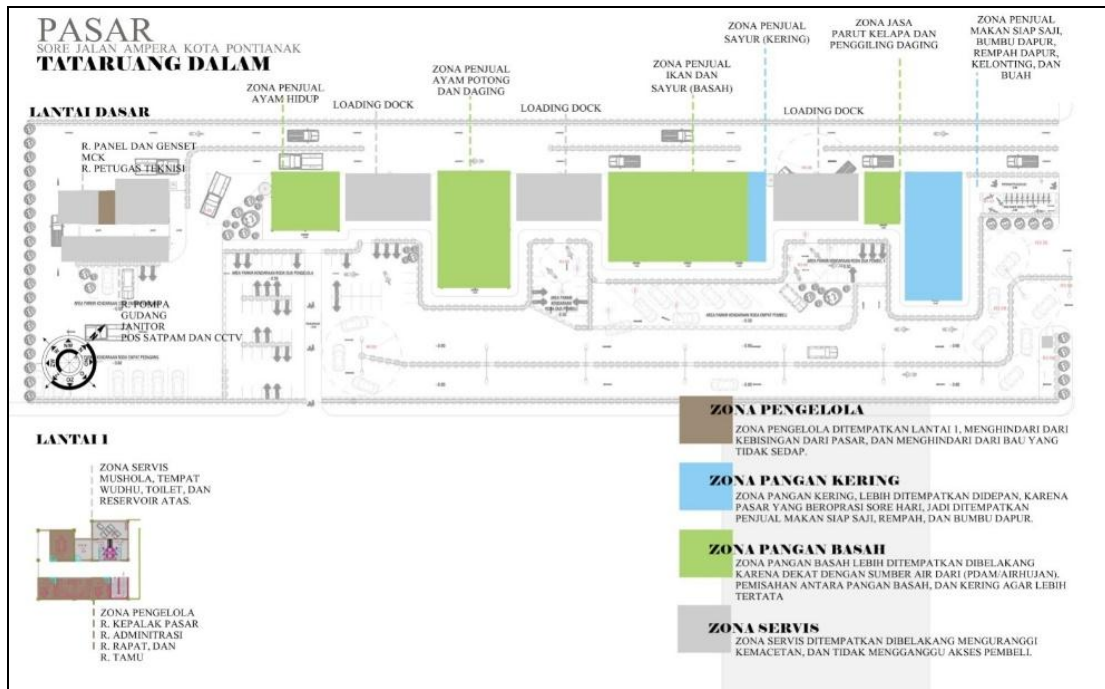 PASAR
SORE JALAN AMPERA KOTA PONTIANAK
TATARUANG DALAM
LANTAI DASAR
ZONA PENJUAL
AYAM HIDUP
LOADING DOCK
ZONA PENJUAL
AYAM POTONG
DAN DAGING
LOADING DOCK
ZONA PENJUAL
IKAN DAN
SAYUR (BASAH)
ZONA PENJUAL
SAYUR (KERING)
LOADING DOCK
ZONA JASA
PARUT KELAPA DAN
PENGGILING DAGING
ZONA PENJUAL
MAKAN SIAP SAJI,
BUMBU DAPUR,
REMPAH DAPUR,
KELONTING, DAN
BUAH
R. PANEL DAN GENSET
MCK
R. PETUGAS TEKNISI
R. POMPA
GUDANG
JANITOR
POS SATPAM DAN CCTV
LANTAI 1
ZONA SERVIS
MUSHOLA, TEMPAT
WUDHU, TOILET, DAN
RESERVOIR ATAS.
ZONA PENGELOLA
R. KEPALAK PASAR
R. ADMINITRASI
R. RAPAT, DAN
R. TAMU
ZONA PENGELOLA
ZONA PENGELOLA DITEMPATKAN LANTAI 1, MENGHINDARI DARI
KEBISINGAN DARI PASAR, DAN MENGHINDARI DARI BAU YANG
TIDAK SEDAP.
ZONA PANGAN KERING
ZONA PANGAN KERING, LEBIH DITEMPATKAN DIDEPAN, KARENA
PASAR YANG BEROPRASI SORE HARI, JADI DITEMPATKAN
PENJUAL MAKAN SIAP SAJI, REMPAH, DAN BUMBU DAPUR.
ZONA PANGAN BASAH
ZONA PANGAN BASAH LEBIH DITEMPATKAN DIBELAKANG
KARENA DEKAT DENGAN SUMBER AIR DARI (PDAM/AIRHUJAN).
PEMISAHAN ANTARA PANGAN BASAH, DAN KERING AGAR LEBIH
TERTATA
ZONA SERVIS
ZONA SERVIS DITEMPATKAN DIBELAKANG MENGURANGGI
KEMACETAN, DAN TIDAK MENGGANGGU AKSES PEMBELI.